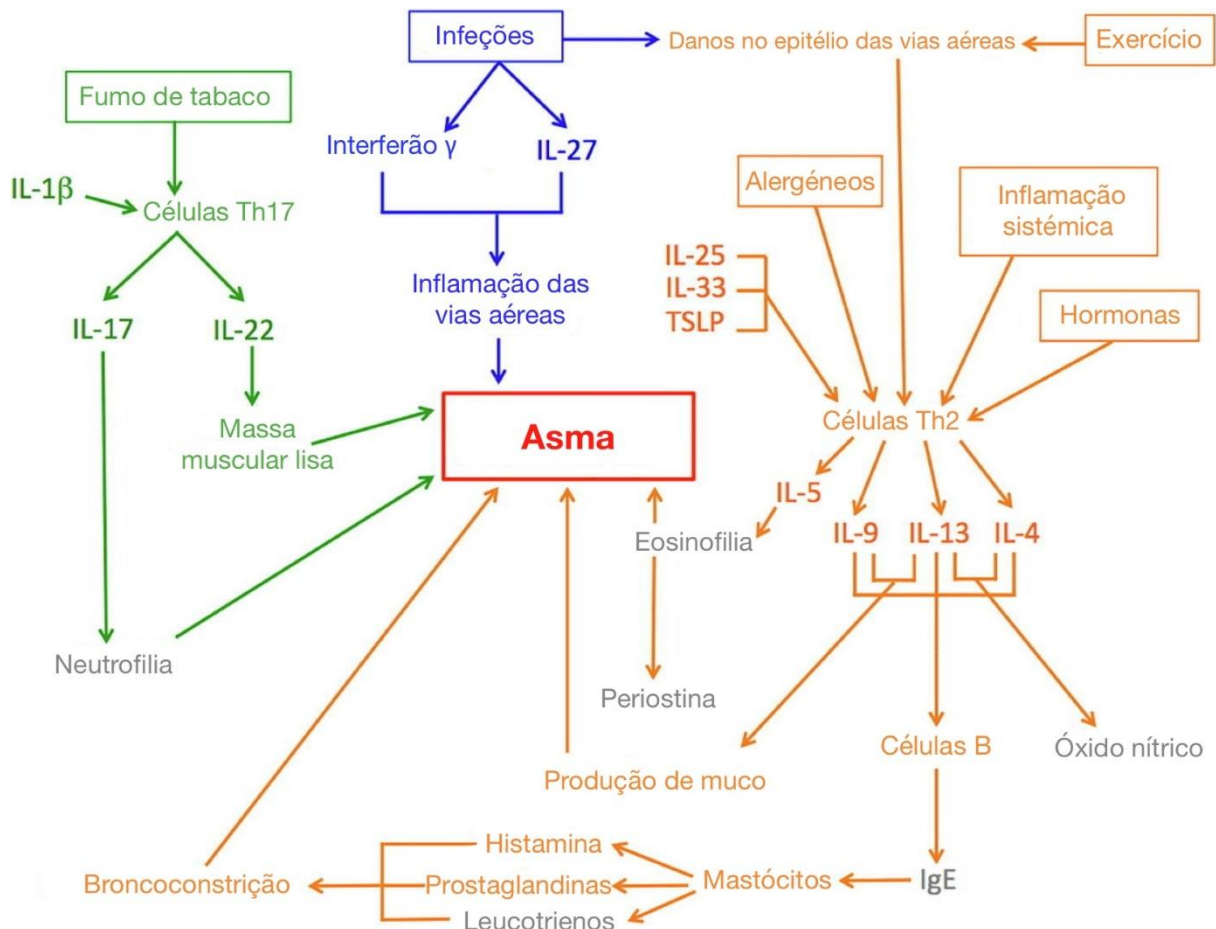 Infeções
Danos no epitélio das vias aéreas
Exercício
Fumo de tabaco
Interferão γ
IL-27
IL-1β
Células Th17
Alergéneos
Inflamação
sistémica
IL-25
IL-33
TSLP
Inflamação das
vias aéreas
IL-17
IL-22
Hormonas
Massa
muscular lisa
Asma
Células Th2
IL-5
Eosinofilia
IL-9
IL-13
IL-4
Neutrofilia
Periostina
Células B
Óxido nítrico
Produção de muco
Histamina
Broncoconstrição
Prostaglandinas
Mastócitos
IgE
Leucotrienos